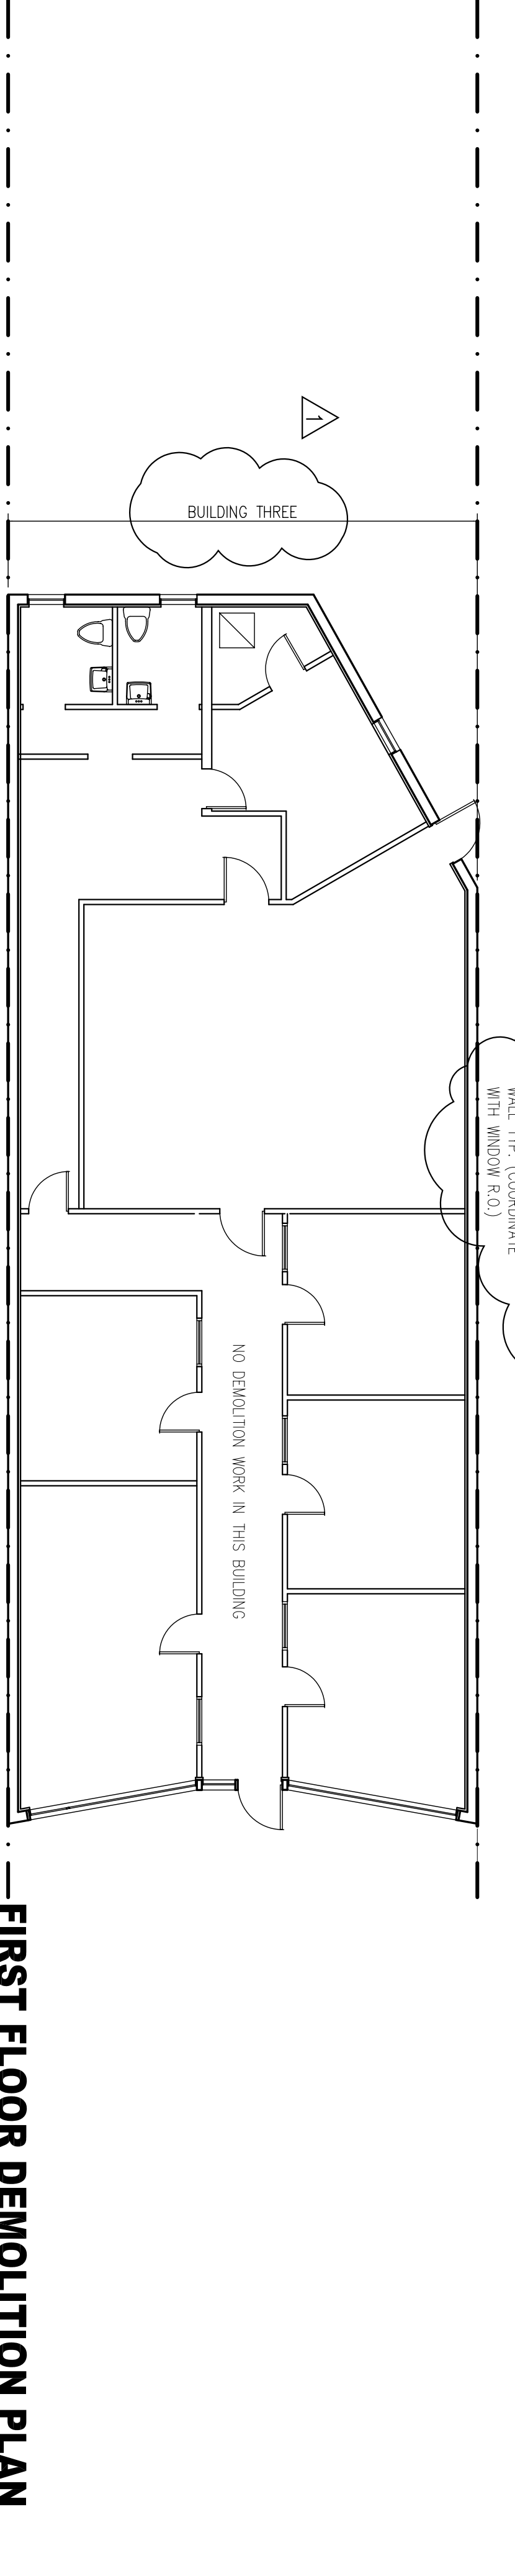 1
BUILDING THREE
WALL TYP. (COORDINATE
WITH WINDOW R.O.)
NO DEMOLITION WORK IN THIS BUILDING
FIRST FLOOR DEMOLITION PLAN